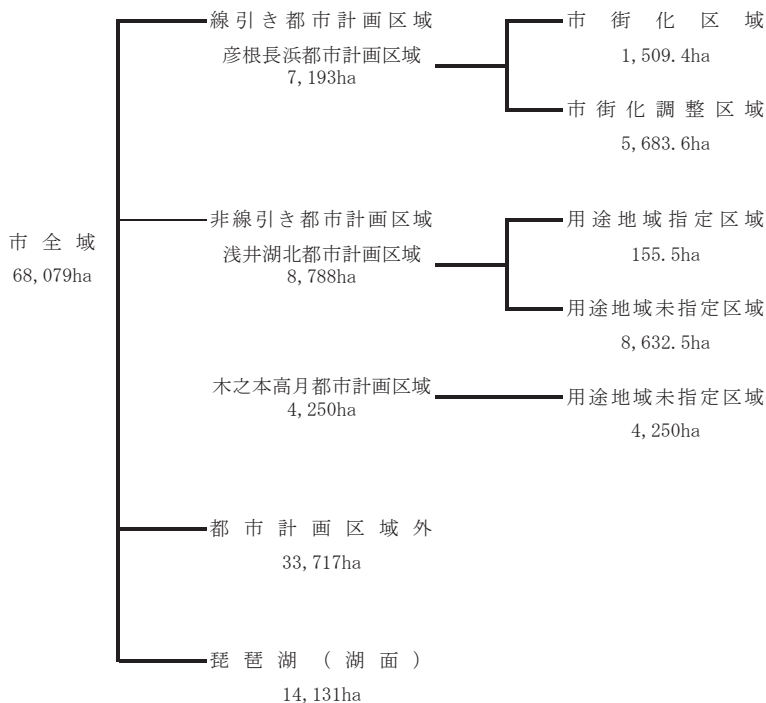 市全域
68,079ha
線引き都市計画区域
彦根長浜都市計画区域
7,193ha
市街化区域
1,509.4ha
市街化調整区域
5,683.6ha
非線引き都市計画区域
浅井湖北都市計画区域
8,788ha
用途地域指定区域
155.5ha
用途地域未指定区域
8,632.5ha
木之本高月都市計画区域
4,250ha
用途地域未指定区域
4,250ha
都市計画区域外
33,717ha
琵琶湖（湖面）
14,131ha